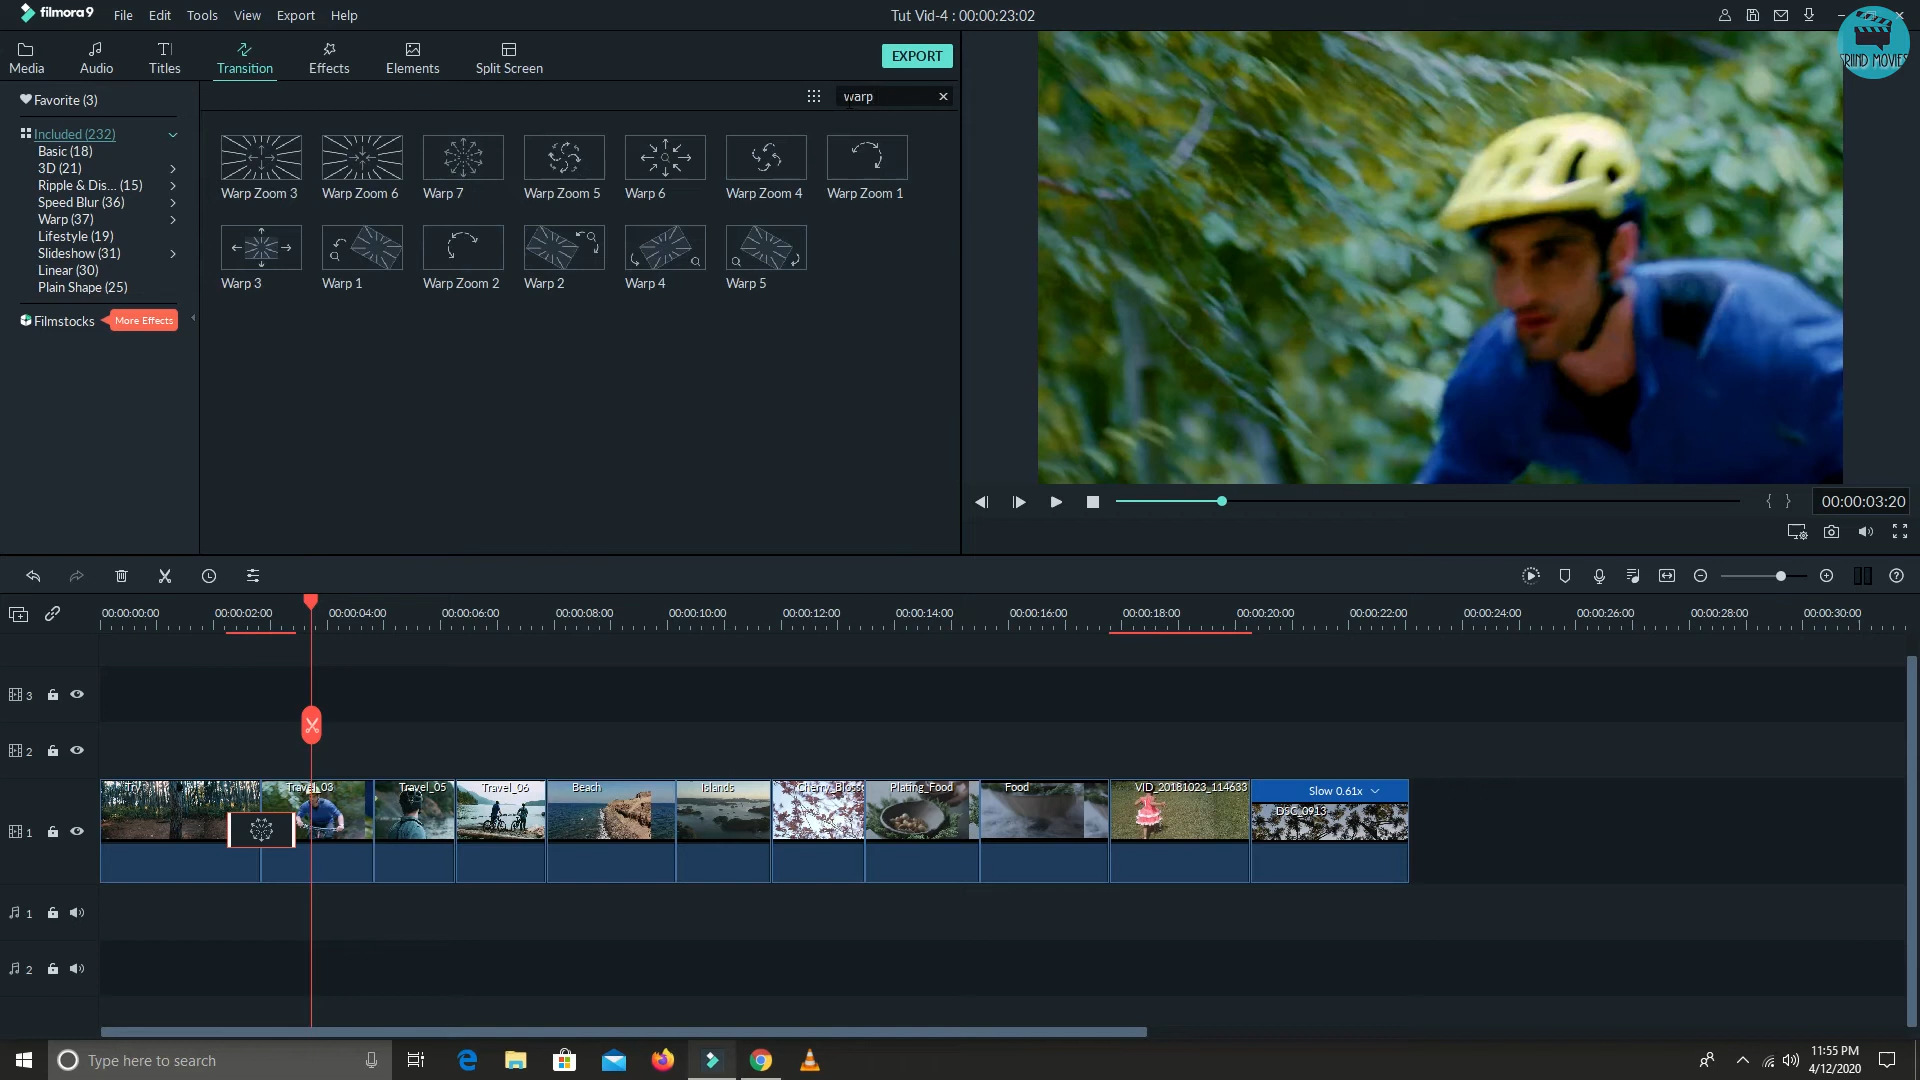 filmora9 File Edit Tools View Export Help
Tut Vid-4 : 00:00:23:02
Media Audio Titles Transition Effects Elements Split Screen
EXPORT
Favorite (3)
Included (232)
Basic (18)
3D (21)
Ripple & Dis... (15)
Speed Blur (36)
Warp (37)
Lifestyle (19)
Slideshow (31)
Linear (30)
Plain Shape (25)
Filmstocks More Effects
warp
Warp Zoom 3 Warp Zoom 6 Warp 7 Warp Zoom 5 Warp 6 Warp Zoom 4 Warp Zoom 1
Warp 3 Warp 1 Warp Zoom 2 Warp 2 Warp 4 Warp 5
MOVIES
00:00:03:20
00:00:00:00 00:00:02:00 00:00:04:00 00:00:06:00 00:00:08:00 00:00:10:00 00:00:12:00 00:00:14:00 00:00:16:00 00:00:18:00 00:00:20:00 00:00:22:00 00:00:24:00 00:00:26:00 00:00:28:00 00:00:30:00
3
2
1
Travel_03 Travel_05 Travel_06 Beach Islands Cherry_Bloss Plating_Food Food VID_20181023_114633 Slow 0.61x
DSC_0913
1
2
Type here to search
11:55 PM
4/12/2020